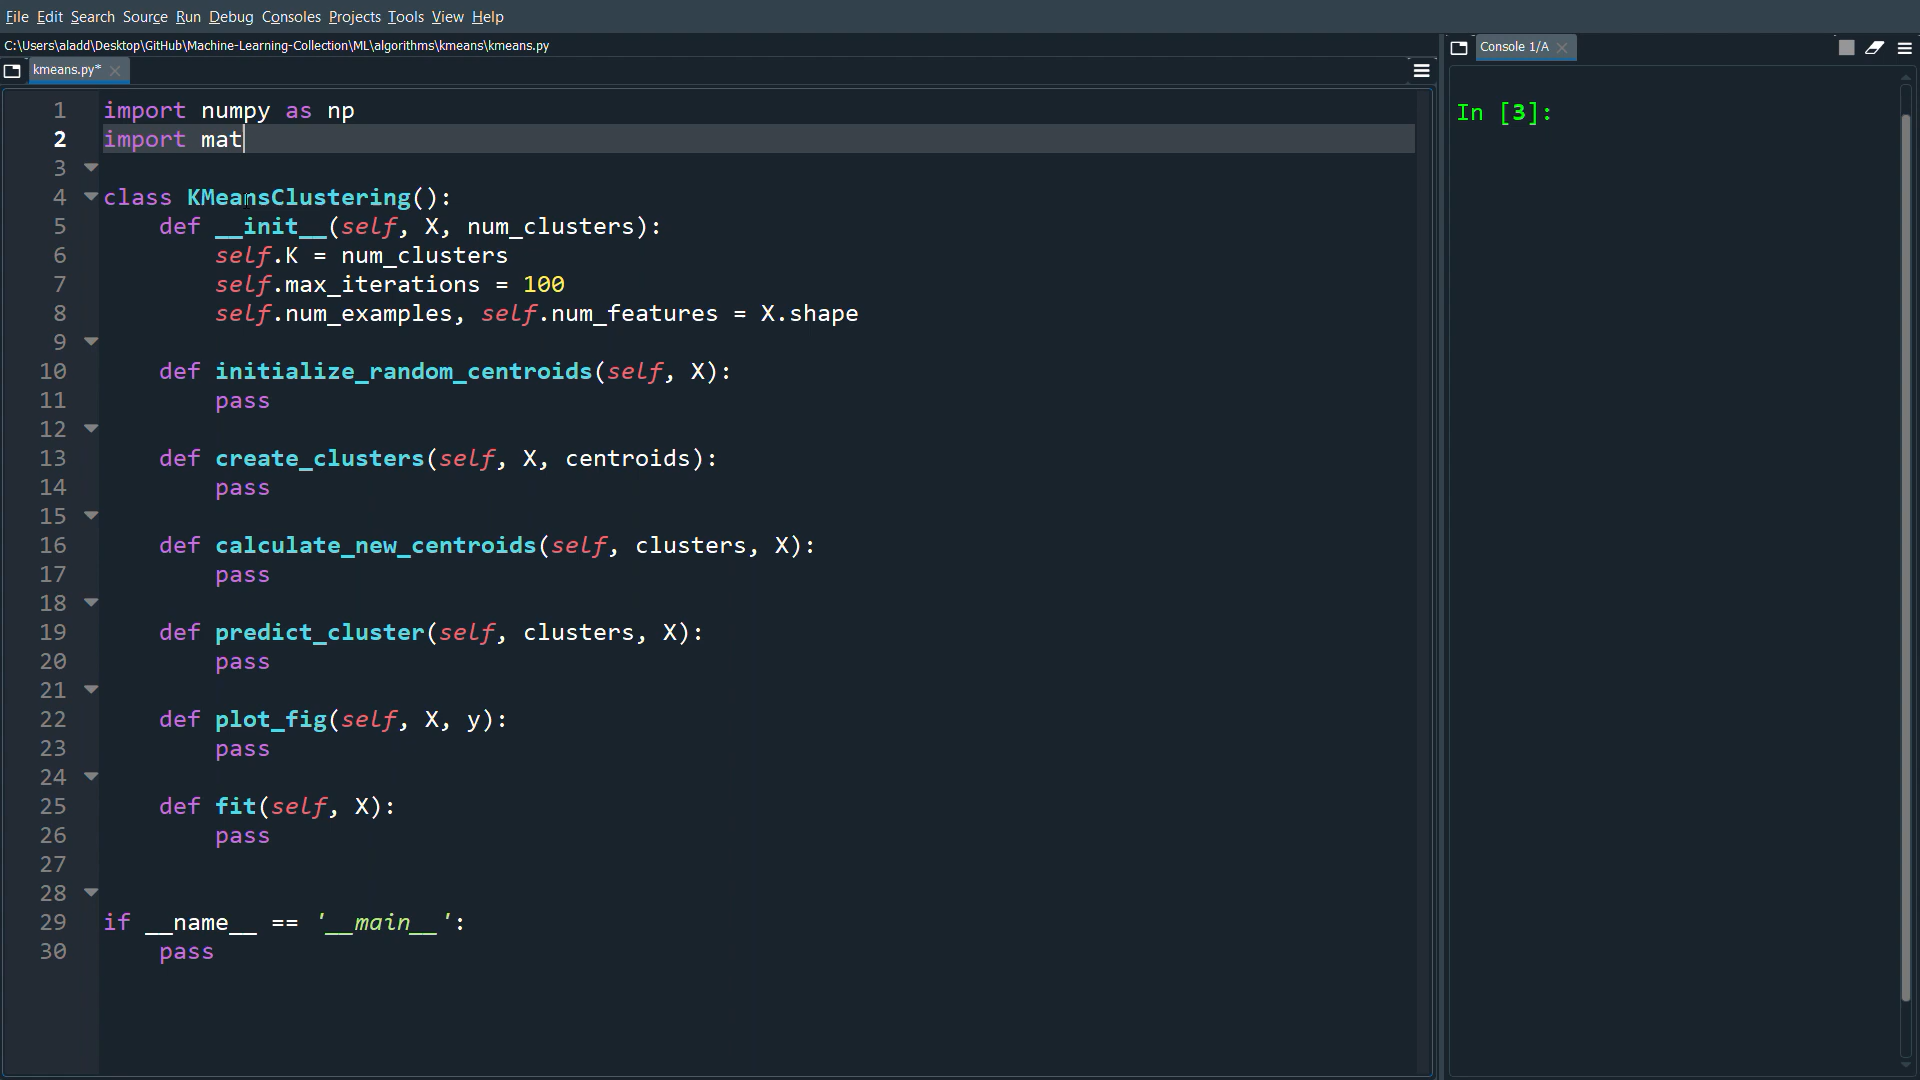 File Edit Search Source Run Debug Consoles Projects Tools View Help
C:\Users\aladd\Desktop\GitHub\Machine-Learning-Collection\ML\algorithms\kmeans\kmeans.py
kmeans.py*
Console 1/A
1 import numpy as np
2 import mat
3
4 class KMeansClustering():
5     def __init__(self, X, num_clusters):
6         self.K = num_clusters
7         self.max_iterations = 100
8         self.num_examples, self.num_features = X.shape
9
10     def initialize_random_centroids(self, X):
11         pass
12
13     def create_clusters(self, X, centroids):
14         pass
15
16     def calculate_new_centroids(self, clusters, X):
17         pass
18
19     def predict_cluster(self, clusters, X):
20         pass
21
22     def plot_fig(self, X, y):
23         pass
24
25     def fit(self, X):
26         pass
27
28
29 if __name__ == '__main__':
30     pass
In [3]: